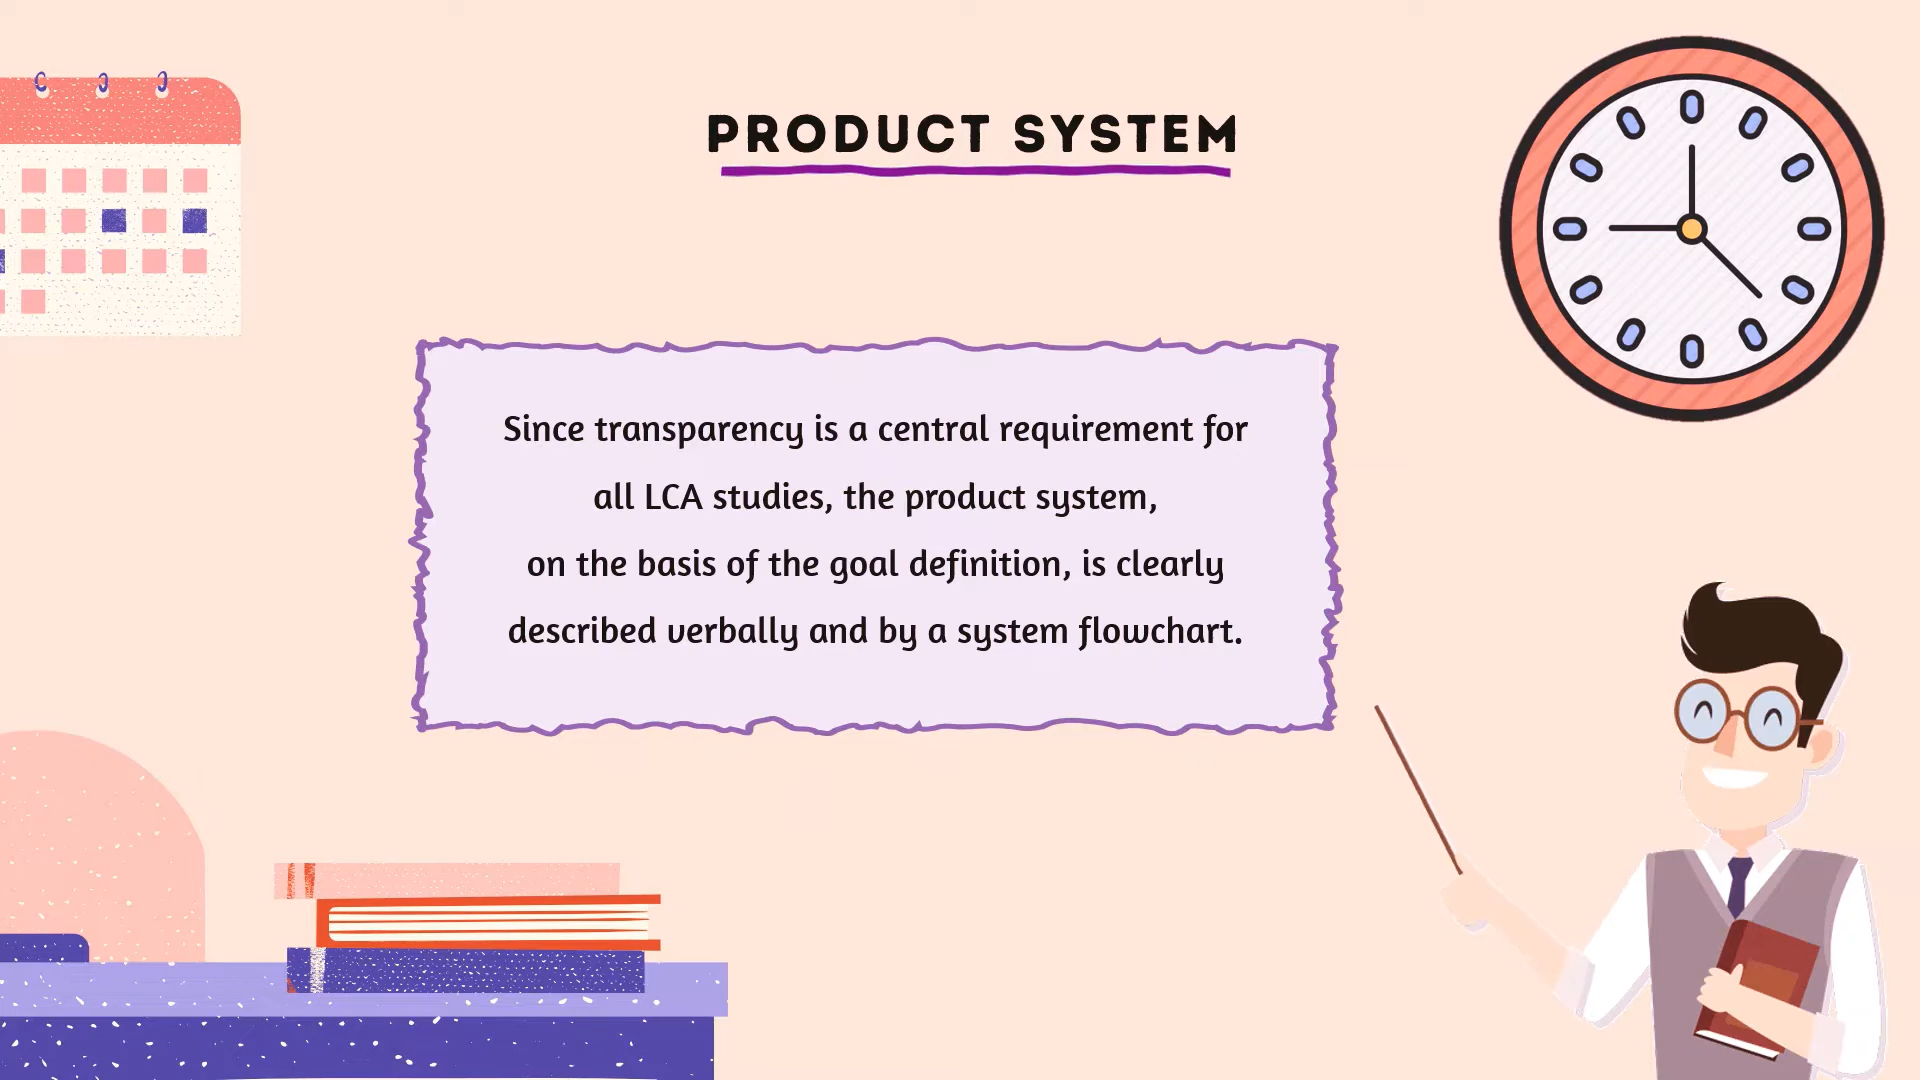 PRODUCT SYSTEM
Since transparency is a central requirement for
all LCA studies, the product system,
on the basis of the goal definition, is clearly
described verbally and by a system flowchart.